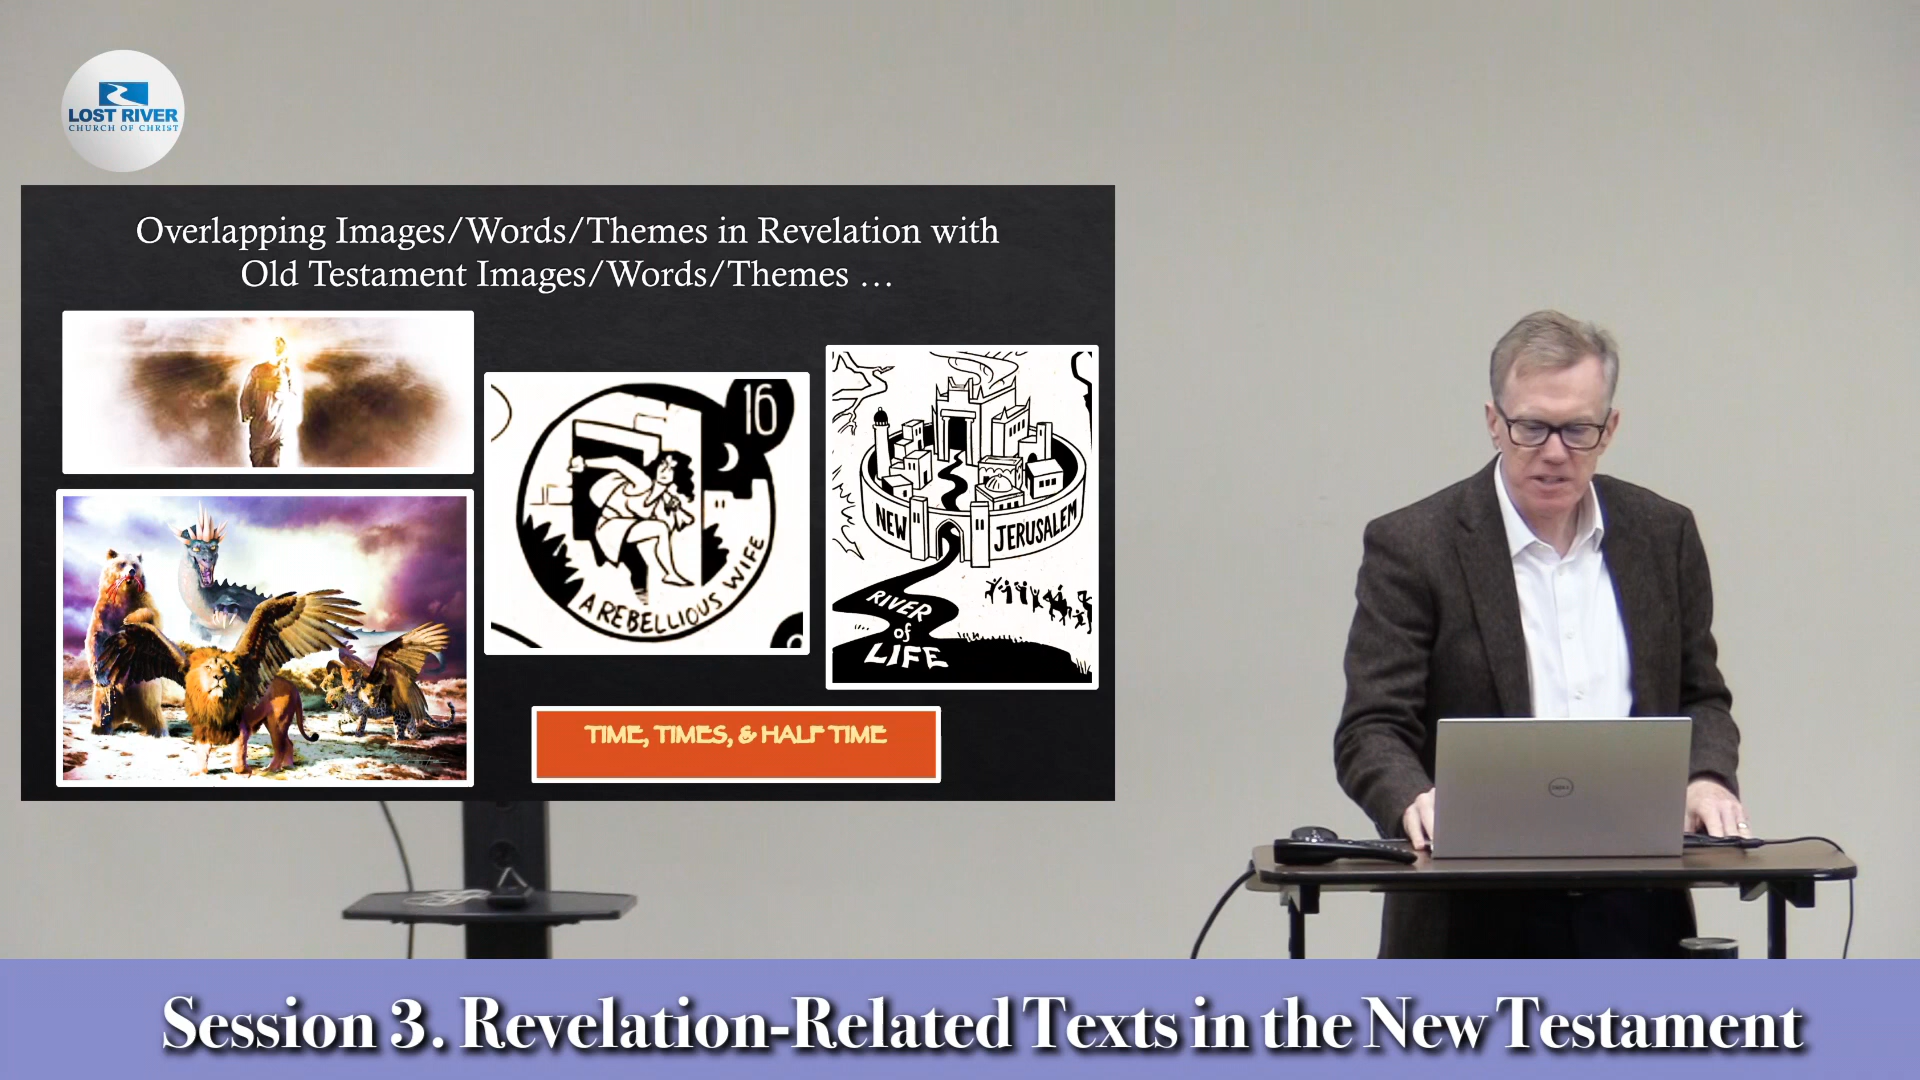 LOST RIVER
CHURCH OF CHRIST
Overlapping Images/Words/Themes in Revelation with
Old Testament Images/Words/Themes …
16
A REBELLIOUS WIFE
NEW JERUSALEM
RIVER
of
LIFE
TIME, TIMES, & HALF TIME
DELL
Session 3. Revelation-Related Texts in the New Testament